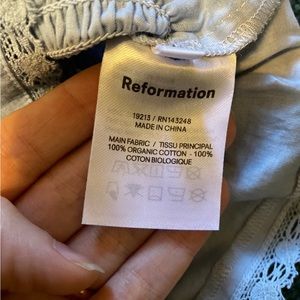 Reformation
19213 / RN143248
MADE IN CHINA
MAIN FABRIC / TISSU PRINCIPAL
100% ORGANIC COTTON - 100%
COTON BIOLOGIQUE